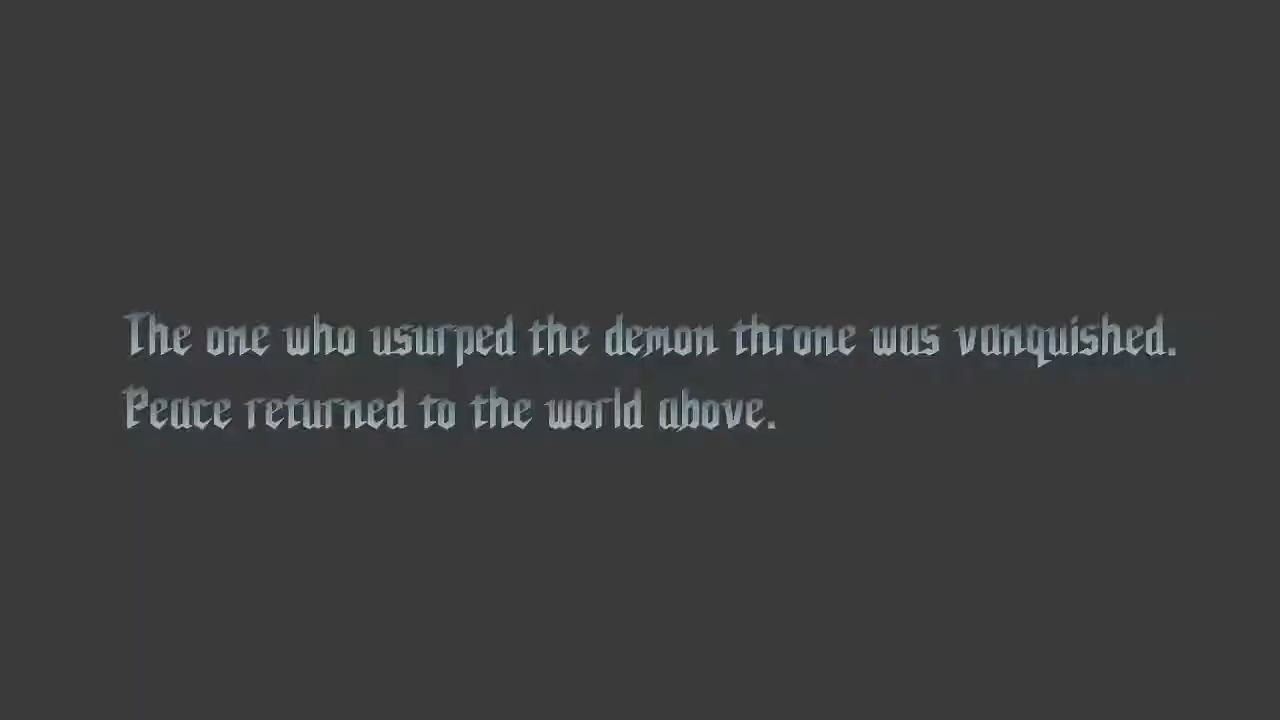 The one who usurped the demon throne was vanquished.
Peace returned to the world above.